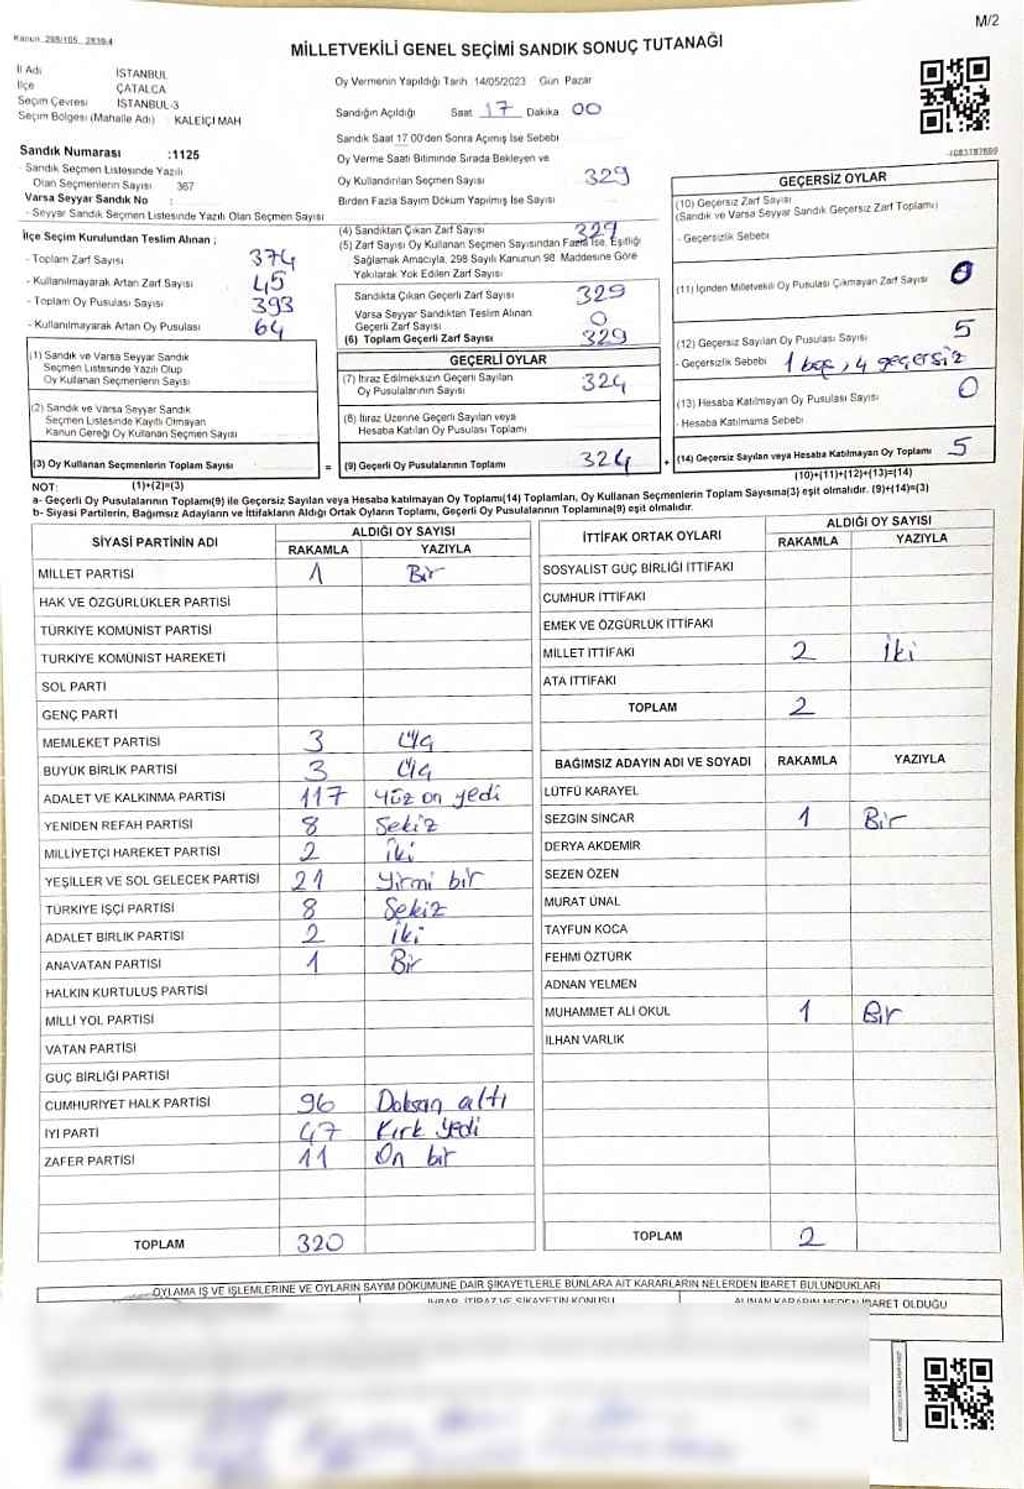 M/2
Kanun 298/105, 2839/4
MİLLETVEKİLİ GENEL SEÇİMİ SANDIK SONUÇ TUTANAĞI
İl Adı İSTANBUL
İlçe ÇATALCA
Seçim Çevresi İSTANBUL-3
Seçim Bölgesi (Mahalle Adı) KALEİÇİ MAH
Sandık Numarası :1125
- Sandık Seçmen Listesinde Yazılı
Olan Seçmenlerin Sayısı 367
Varsa Seyyar Sandık No :
- Seyyar Sandık Seçmen Listesinde Yazılı Olan Seçmen Sayısı
İlçe Seçim Kurulundan Teslim Alınan ;
- Toplam Zarf Sayısı 374
- Kullanılmayarak Artan Zarf Sayısı 45
- Toplam Oy Pusulası Sayısı 393
- Kullanılmayarak Artan Oy Pusulası 64
(1) Sandık ve Varsa Seyyar Sandık
Seçmen Listesinde Yazılı Olup
Oy Kullanan Seçmenlerin Sayısı
(2) Sandık ve Varsa Seyyar Sandık
Seçmen Listesinde Kayıtlı Olmayan
Kanun Gereği Oy Kullanan Seçmen Sayısı
(3) Oy Kullanan Seçmenlerin Toplam Sayısı
Oy Vermenin Yapıldığı Tarih 14/05/2023 Gün Pazar
Sandığın Açıldığı Saat 17 Dakika 00
Sandık Saat 17.00'den Sonra Açımış İse Sebebi
Oy Verme Saati Bitiminde Sırada Bekleyen ve
Oy Kullandırılan Seçmen Sayısı 329
Birden Fazla Sayım Döküm Yapılmış İse Sayısı
(4) Sandıktan Çıkan Zarf Sayısı 329
(5) Zarf Sayısı Oy Kullanan Seçmen Sayısından Fazla İse, Eşitliği
Sağlamak Amacıyla, 298 Sayılı Kanunun 98. Maddesine Göre
Yakılarak Yok Edilen Zarf Sayısı
Sandıkta Çıkan Geçerli Zarf Sayısı 329
Varsa Seyyar Sandıktan Teslim Alınan
Geçerli Zarf Sayısı 0
(6) Toplam Geçerli Zarf Sayısı 329
GEÇERLİ OYLAR
(7) İtiraz Edilmeksizin Geçerli Sayılan
Oy Pusulalarının Sayısı 324
(8) İtiraz Üzerine Geçerli Sayılan veya
Hesaba Katılan Oy Pusulası Toplamı
= (9) Geçerli Oy Pusulalarının Toplamı 324 +
GEÇERSİZ OYLAR
(10) Geçersiz Zarf Sayısı
(Sandık ve Varsa Seyyar Sandık Geçersiz Zarf Toplamı)
- Geçersizlik Sebebi
(11) İçinden Milletvekili Oy Pusulası Çıkmayan Zarf Sayısı 0
(12) Geçersiz Sayılan Oy Pusulası Sayısı 5
- Geçersizlik Sebebi 1 boş, 4 geçersiz
(13) Hesaba Katılmayan Oy Pusulası Sayısı 0
- Hesaba Katılmama Sebebi
(14) Geçersiz Sayılan veya Hesaba Katılmayan Oy Toplamı 5
NOT: (1)+(2)=(3) (10)+(11)+(12)+(13)=(14)
a- Geçerli Oy Pusulalarının Toplamı(9) ile Geçersiz Sayılan veya Hesaba katılmayan Oy Toplamı(14) Toplamları, Oy Kullanan Seçmenlerin Toplam Sayısına(3) eşit olmalıdır. (9)+(14)=(3)
b- Siyasi Partilerin, Bağımsız Adayların ve İttifakların Aldığı Ortak Oyların Toplamı, Geçerli Oy Pusulalarının Toplamına(9) eşit olmalıdır.
SİYASİ PARTİNİN ADI ALDIĞI OY SAYISI
RAKAMLA YAZIYLA
MİLLET PARTİSİ 1 Bir
HAK VE ÖZGÜRLÜKLER PARTİSİ
TÜRKİYE KOMÜNİST PARTİSİ
TÜRKİYE KOMÜNİST HAREKETİ
SOL PARTİ
GENÇ PARTİ
MEMLEKET PARTİSİ 3 Üç
BÜYÜK BİRLİK PARTİSİ 3 Üç
ADALET VE KALKINMA PARTİSİ 117 Yüz on yedi
YENİDEN REFAH PARTİSİ 8 Sekiz
MİLLİYETÇİ HAREKET PARTİSİ 2 İki
YEŞİLLER VE SOL GELECEK PARTİSİ 21 Yirmi bir
TÜRKİYE İŞÇİ PARTİSİ 8 Sekiz
ADALET BİRLİK PARTİSİ 2 İki
ANAVATAN PARTİSİ 1 Bir
HALKIN KURTULUŞ PARTİSİ
MİLLİ YOL PARTİSİ
VATAN PARTİSİ
GÜÇ BİRLİĞİ PARTİSİ
CUMHURİYET HALK PARTİSİ 96 Doksan altı
İYİ PARTİ 47 Kırk yedi
ZAFER PARTİSİ 11 On bir
TOPLAM 320
İTTİFAK ORTAK OYLARI ALDIĞI OY SAYISI
RAKAMLA YAZIYLA
SOSYALİST GÜÇ BİRLİĞİ İTTİFAKI
CUMHUR İTTİFAKI
EMEK VE ÖZGÜRLÜK İTTİFAKI
MİLLET İTTİFAKI 2 İki
ATA İTTİFAKI
TOPLAM 2
BAĞIMSIZ ADAYIN ADI VE SOYADI RAKAMLA YAZIYLA
LÜTFÜ KARAYEL
SEZGİN SİNCAR 1 Bir
DERYA AKDEMİR
SEZEN ÖZEN
MURAT ÜNAL
TAYFUN KOCA
FEHMİ ÖZTÜRK
ADNAN YELMEN
MUHAMMET ALİ OKUL 1 Bir
İLHAN VARLIK
TOPLAM 2
OYLAMA İŞ VE İŞLEMLERİNE VE OYLARIN SAYIM DÖKÜMÜNE DAİR ŞİKAYETLERLE BUNLARA AİT KARARLARIN NELERDEN İBARET BULUNDUKLARI
İHBAR, İTİRAZ VE ŞİKAYETİN KONUSU ALINAN KARARIN NEDEN İBARET OLDUĞU